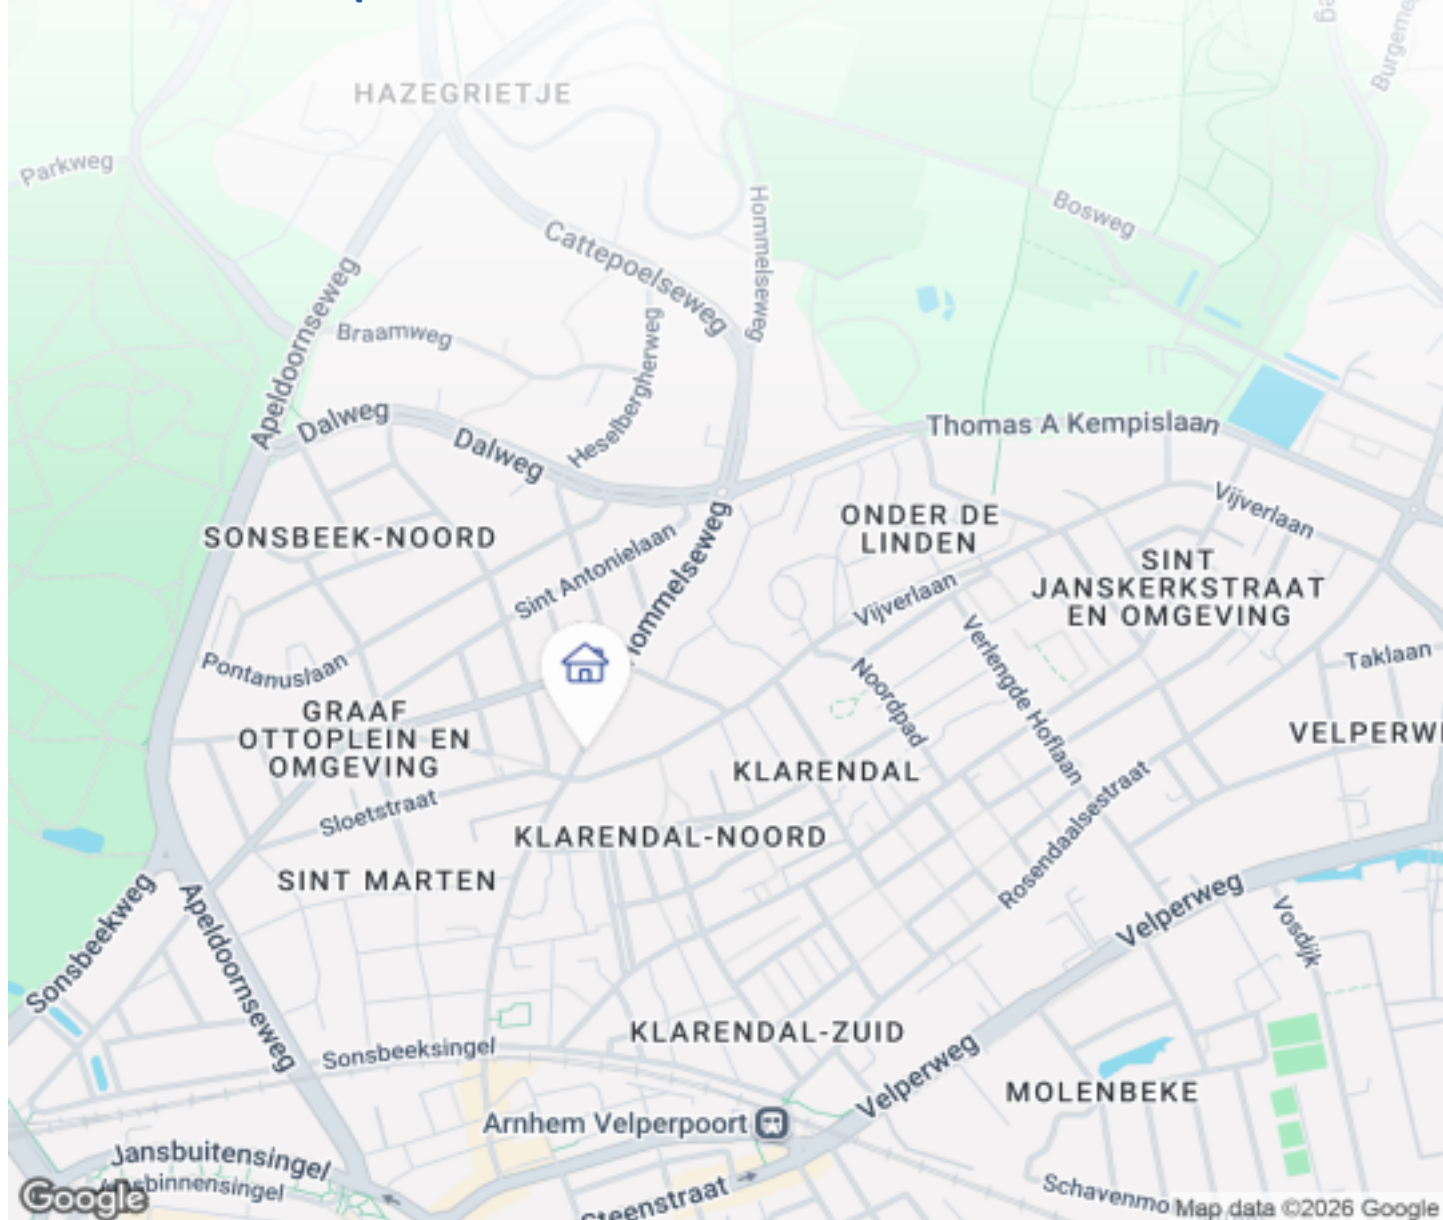 HAZEGRIETJE
Parkweg
Burgeme
Bosweg
Hommelseweg
Cattepoelseweg
Apeldoornseweg
Braamweg
Heselbergherweg
Dalweg
Dalweg
Thomas A Kempislaan
Vijverlaan
SONSBEEK-NOORD
ONDER DE
LINDEN
Sint Antonielaan
Hommelseweg
SINT
JANSKERKSTRAAT
EN OMGEVING
Vijverlaan
Verlengde Hoflaan
Taklaan
Pontanuslaan
Noordpad
GRAAF
OTTOPLEIN EN
OMGEVING
VELPERWE
KLARENDAL
Sloetstraat
KLARENDAL-NOORD
Rosendaalsestraat
SINT MARTEN
Velperweg
Vosdijk
Sonsbeekweg
Apeldoornseweg
KLARENDAL-ZUID
Sonsbeeksingel
Velperweg
MOLENBEKE
Arnhem Velperpoort
Jansbuitensingel
Steenstraat
Schavenmo
Google
Map data ©2026 Google